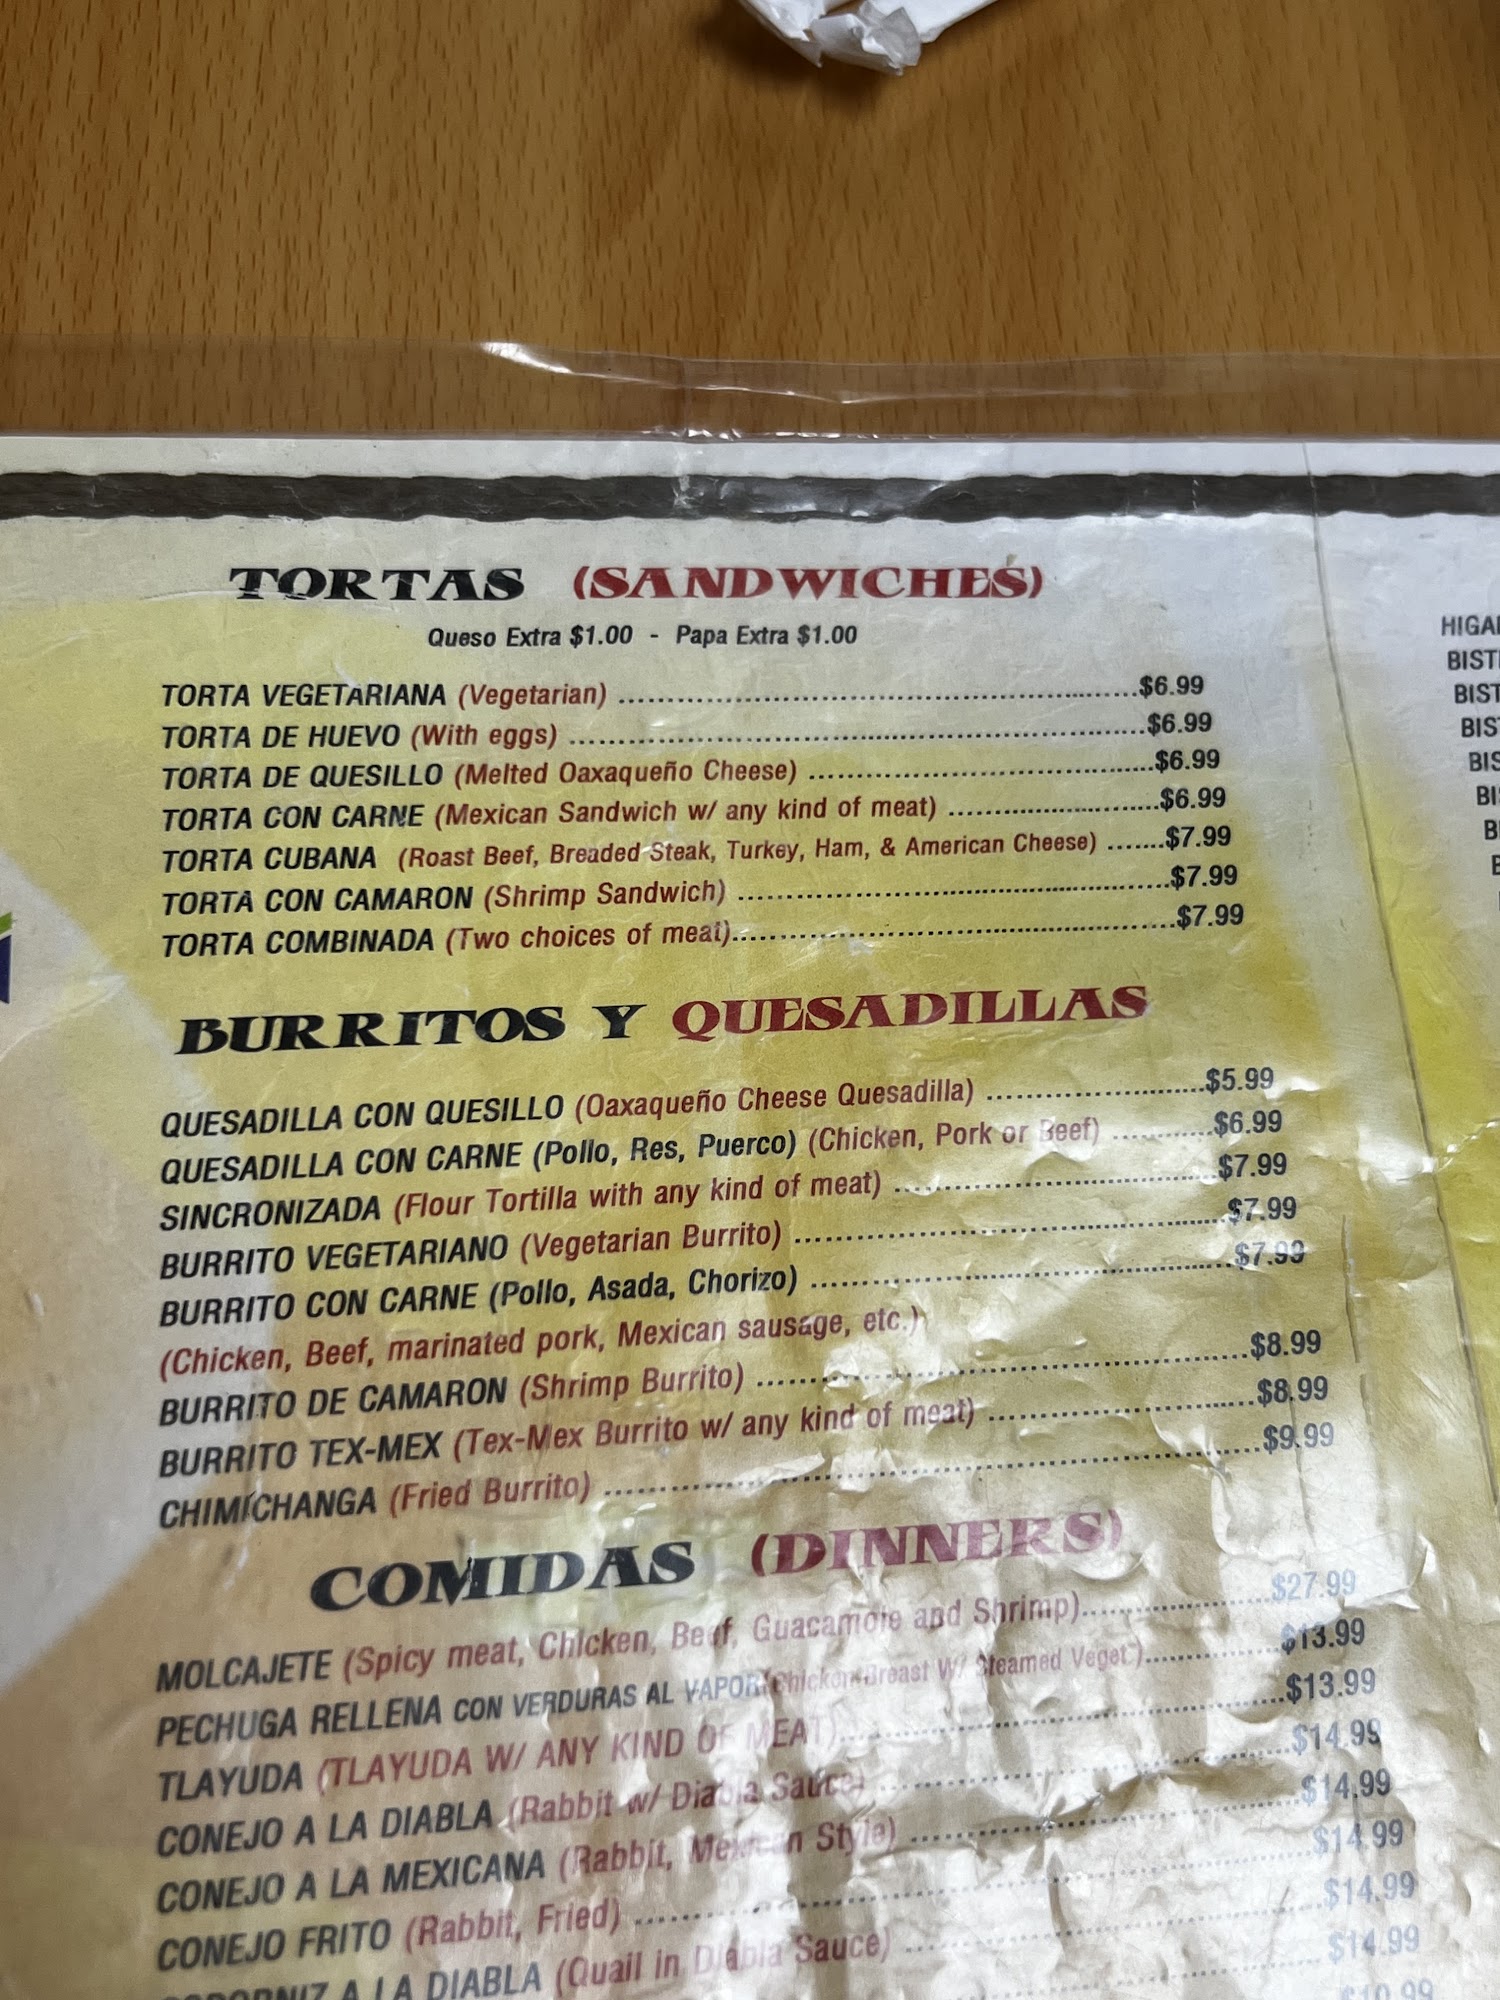 TORTAS (SANDWICHES)
Queso Extra $1.00 - Papa Extra $1.00
TORTA VEGETARIANA (Vegetarian) ........ $6.99
TORTA DE HUEVO (With eggs) ........ $6.99
TORTA DE QUESILLO (Melted Oaxaqueño Cheese) ........ $6.99
TORTA CON CARNE (Mexican Sandwich w/ any kind of meat) ........ $6.99
TORTA CUBANA (Roast Beef, Breaded Steak, Turkey, Ham, & American Cheese) ....... $7.99
TORTA CON CAMARON (Shrimp Sandwich) ........ $7.99
TORTA COMBINADA (Two choices of meat) ........ $7.99
BURRITOS Y QUESADILLAS
QUESADILLA CON QUESILLO (Oaxaqueño Cheese Quesadilla) ........ $5.99
QUESADILLA CON CARNE (Pollo, Res, Puerco) (Chicken, Pork or Beef) ........ $6.99
SINCRONIZADA (Flour Tortilla with any kind of meat) ........ $7.99
BURRITO VEGETARIANO (Vegetarian Burrito) ........ $7.99
BURRITO CON CARNE (Pollo, Asada, Chorizo) ........ $7.99
(Chicken, Beef, marinated pork, Mexican sausage, etc.)
BURRITO DE CAMARON (Shrimp Burrito) ........ $8.99
BURRITO TEX-MEX (Tex-Mex Burrito w/ any kind of meat) ........ $8.99
CHIMICHANGA (Fried Burrito) ........ $9.99
COMIDAS (DINNERS)
MOLCAJETE (Spicy meat, Chicken, Beef, Guacamole and Shrimp) ........ $27.99
PECHUGA RELLENA CON VERDURAS AL VAPOR (Chicken Breast W/ Steamed Veget.) ........ $13.99
TLAYUDA (TLAYUDA W/ ANY KIND OF MEAT) ........ $13.99
CONEJO A LA DIABLA (Rabbit w/ Diabla Sauce) ........ $14.99
CONEJO A LA MEXICANA (Rabbit, Mexican Style) ........ $14.99
CONEJO FRITO (Rabbit, Fried) ........ $14.99
A LA DIABLA (Quail in Diabla Sauce) ........ $14.99
$14.99
BIST
BIST
BIS
BIS